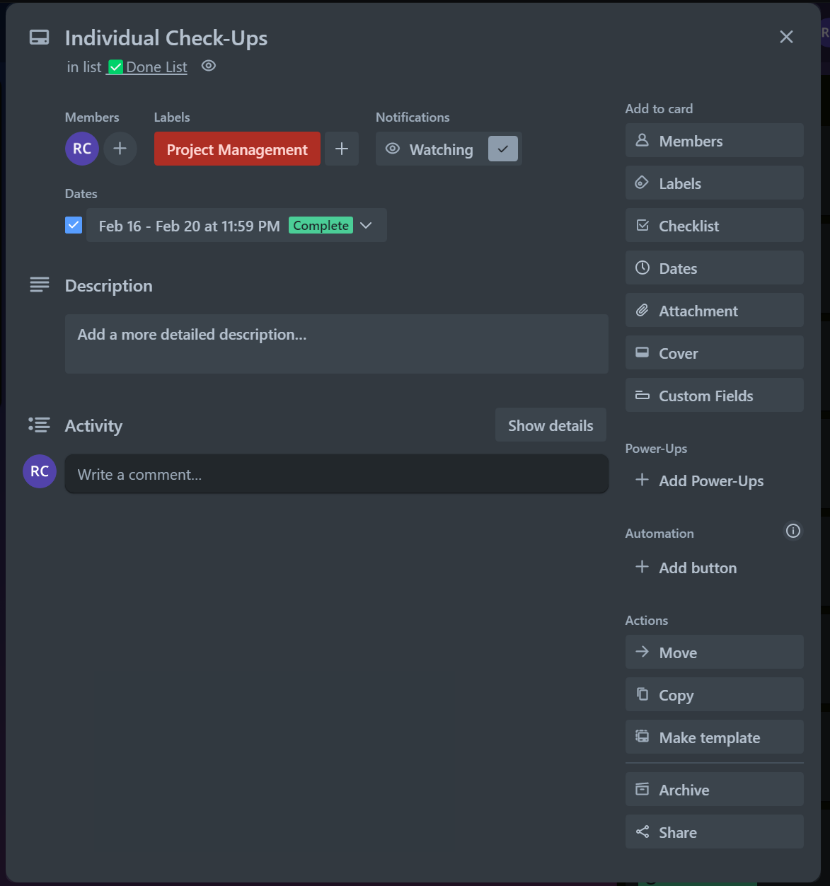 Individual Check-Ups
in list ✅Done List
Members
Labels
Notifications
RC
Project Management
Watching
Dates
Feb 16 - Feb 20 at 11:59 PM Complete
Description
Add a more detailed description...
Activity
Show details
RC
Write a comment...
Add to card
Members
Labels
Checklist
Dates
Attachment
Cover
Custom Fields
Power-Ups
Add Power-Ups
Automation
Add button
Actions
Move
Copy
Make template
Archive
Share